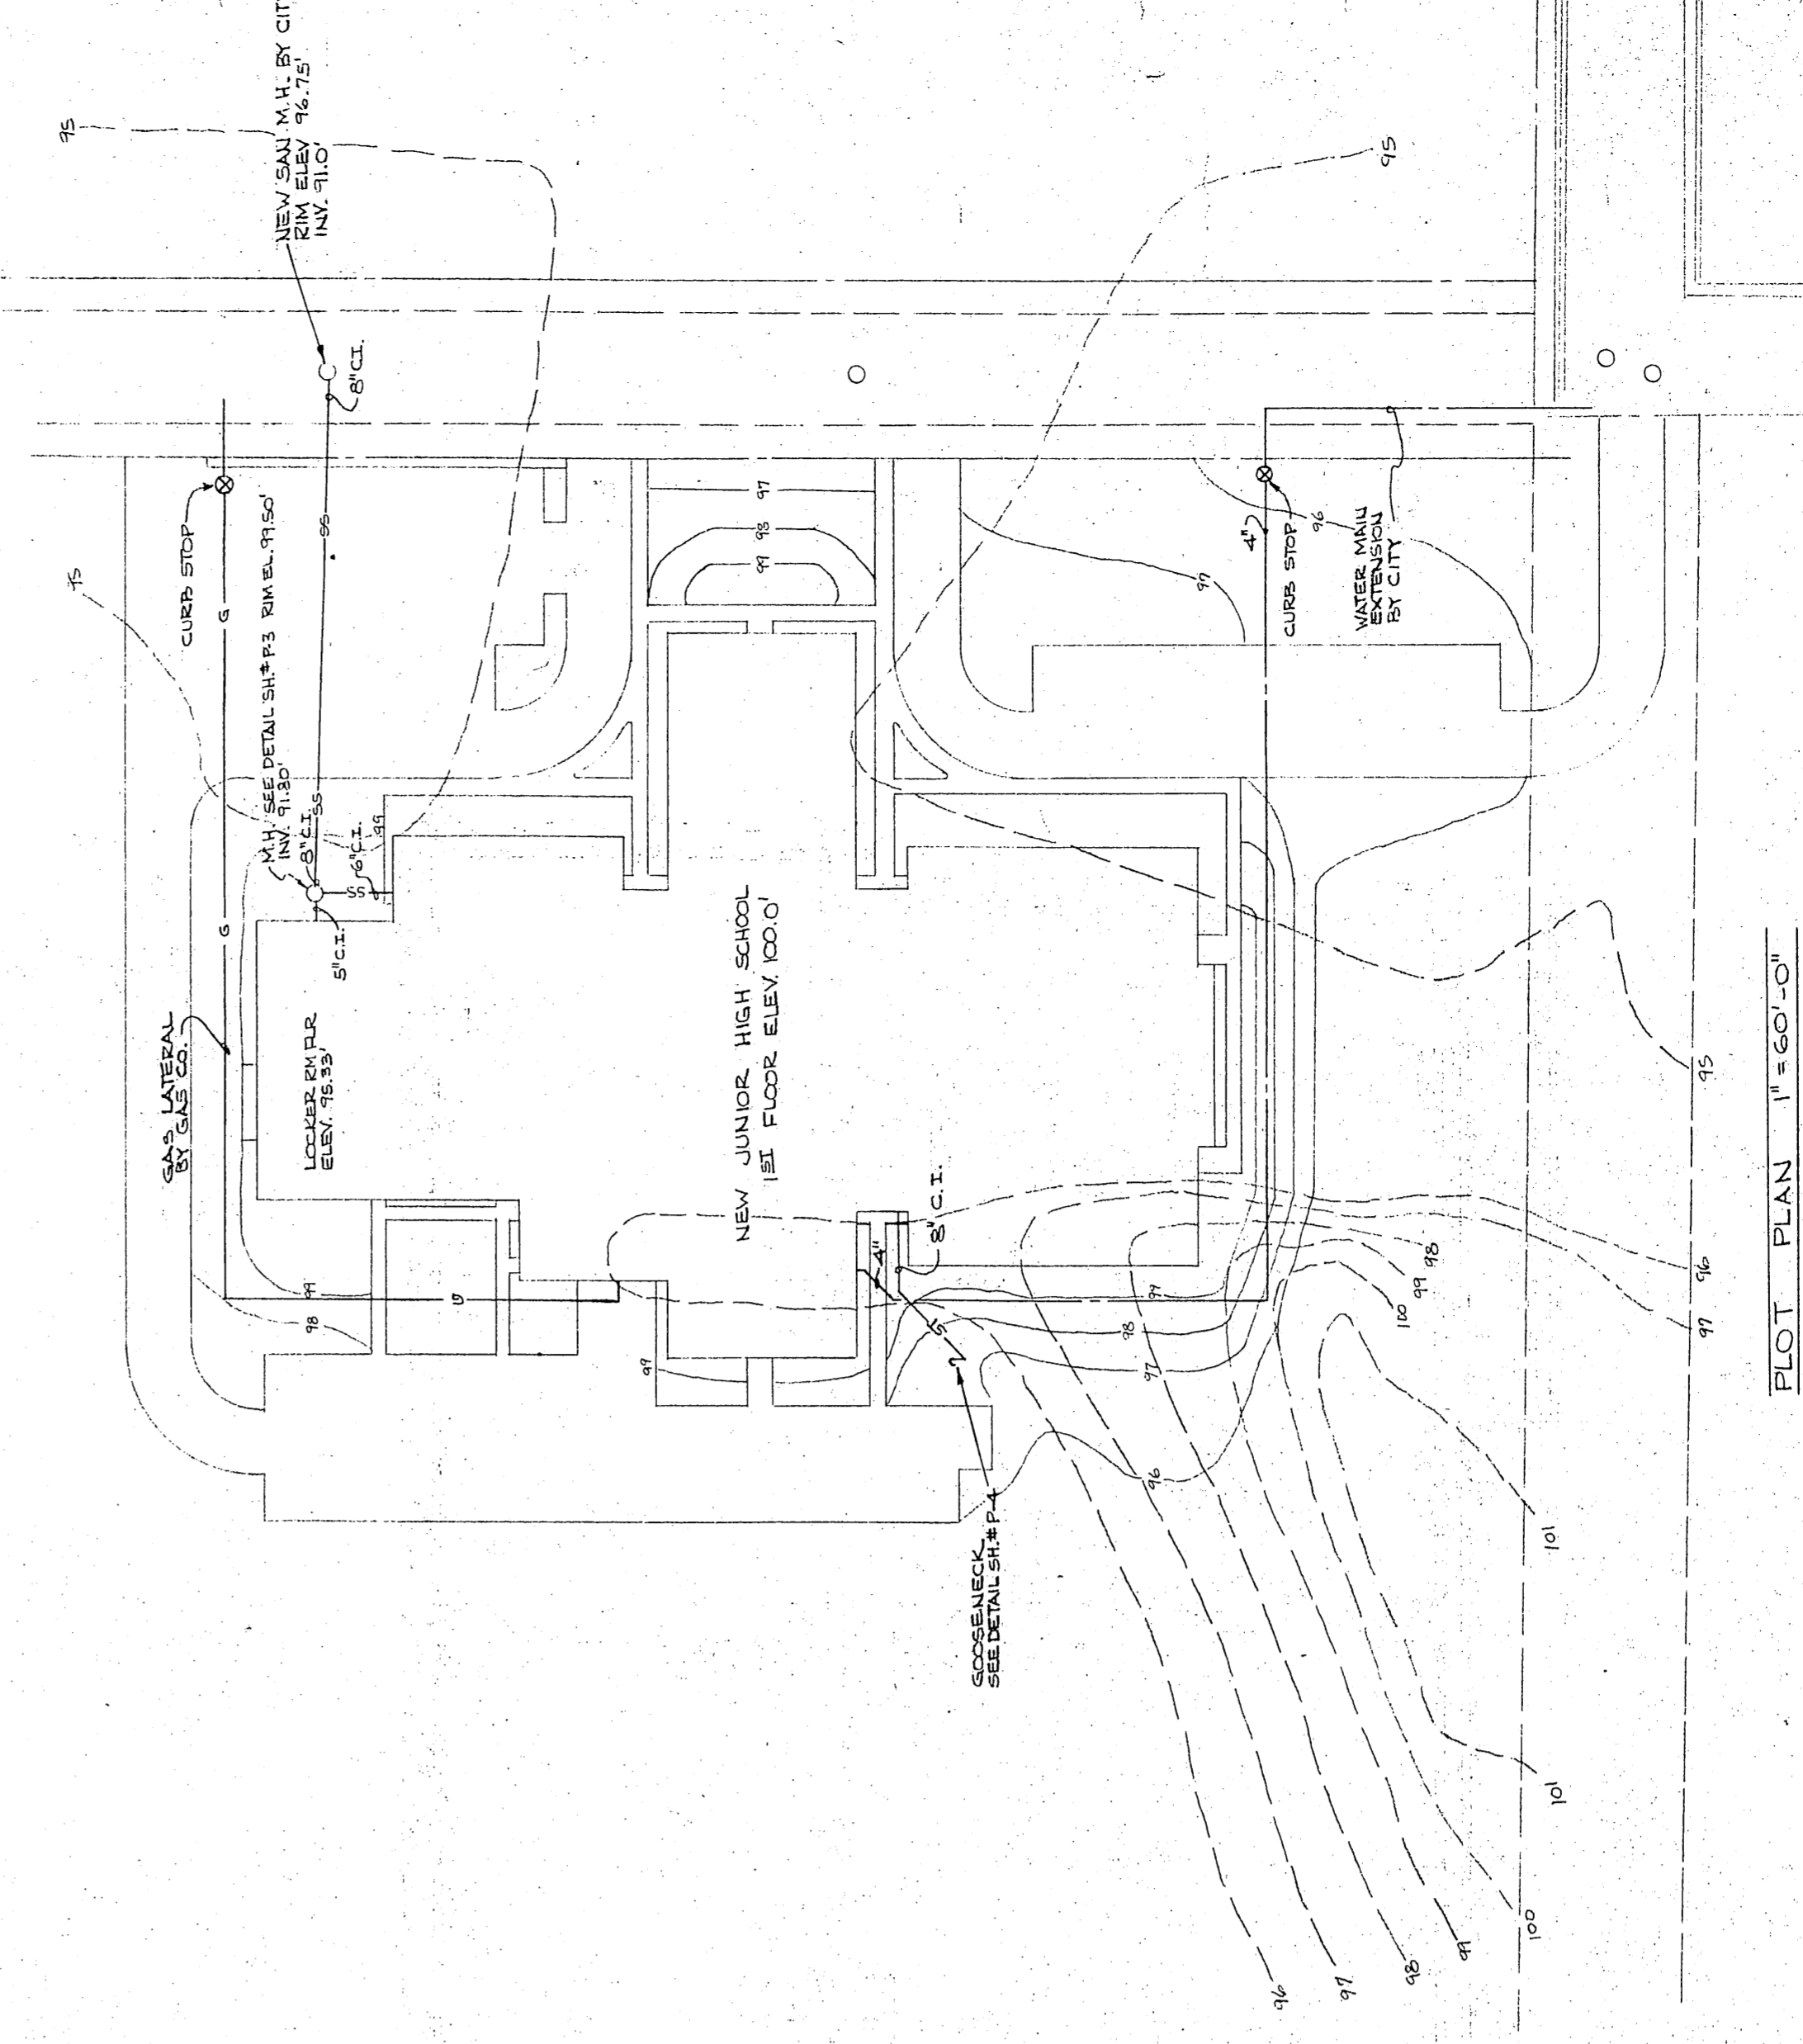 NEW SAN. M.H. BY CIT
RIM ELEV 96.75'
INV. 91.0'
95
95
95
8" C.I.
CURB STOP
G
G
G
SS
SS
SS
M.H. SEE DETAIL SH.# P-3 RIM EL. 99.50'
INV. 91.80'
8" C.I.
6" C.I.
99
5" C.I.
GAS LATERAL
BY GAS CO.
LOCKER RM FLR
ELEV. 95.33'
NEW JUNIOR HIGH SCHOOL
1ST FLOOR ELEV. 100.0'
97
98
99
97
96
4"
CURB STOP
WATER MAIN
EXTENSION
BY CITY
99
98
99
4"
8" C.I.
GOOSENECK
SEE DETAIL SH.# P-4
99
98
97
96
98
99
100
95
96
97
101
101
100
99
98
97
96
PLOT PLAN 1" = 60'-0"